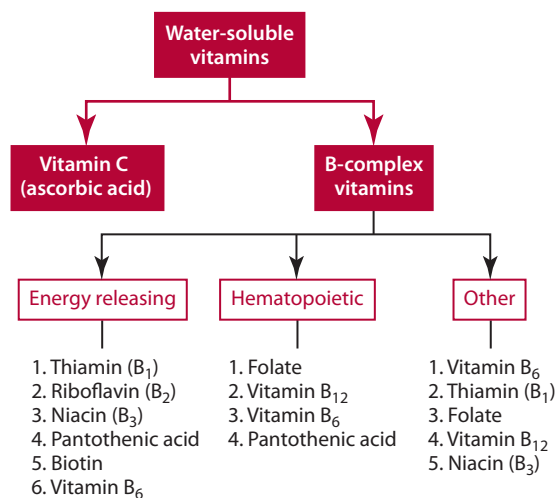 Water-soluble
vitamins
Vitamin C
(ascorbic acid)
B-complex
vitamins
Energy releasing
Hematopoietic
Other
1. Thiamin (B₁)
2. Riboflavin (B₂)
3. Niacin (B₃)
4. Pantothenic acid
5. Biotin
6. Vitamin B₆
1. Folate
2. Vitamin B₁₂
3. Vitamin B₆
4. Pantothenic acid
1. Vitamin B₆
2. Thiamin (B₁)
3. Folate
4. Vitamin B₁₂
5. Niacin (B₃)